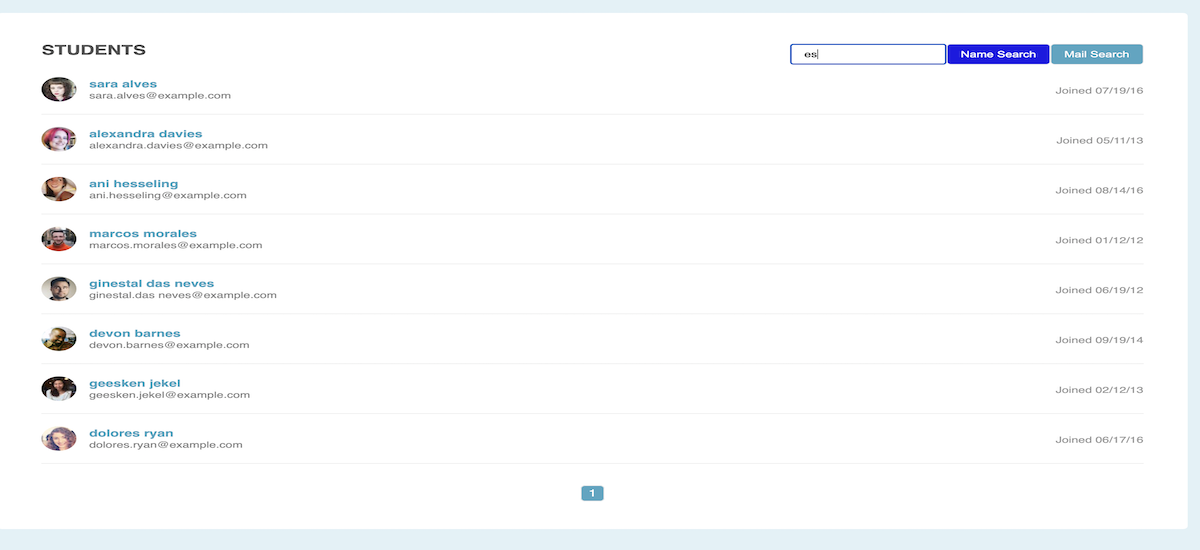 STUDENTS
es
Name Search
Mail Search
sara alves
sara.alves@example.com
Joined 07/19/16
alexandra davies
alexandra.davies@example.com
Joined 05/11/13
ani hesseling
ani.hesseling@example.com
Joined 08/14/16
marcos morales
marcos.morales@example.com
Joined 01/12/12
ginestal das neves
ginestal.das neves@example.com
Joined 06/19/12
devon barnes
devon.barnes@example.com
Joined 09/19/14
geesken jekel
geesken.jekel@example.com
Joined 02/12/13
dolores ryan
dolores.ryan@example.com
Joined 06/17/16
1